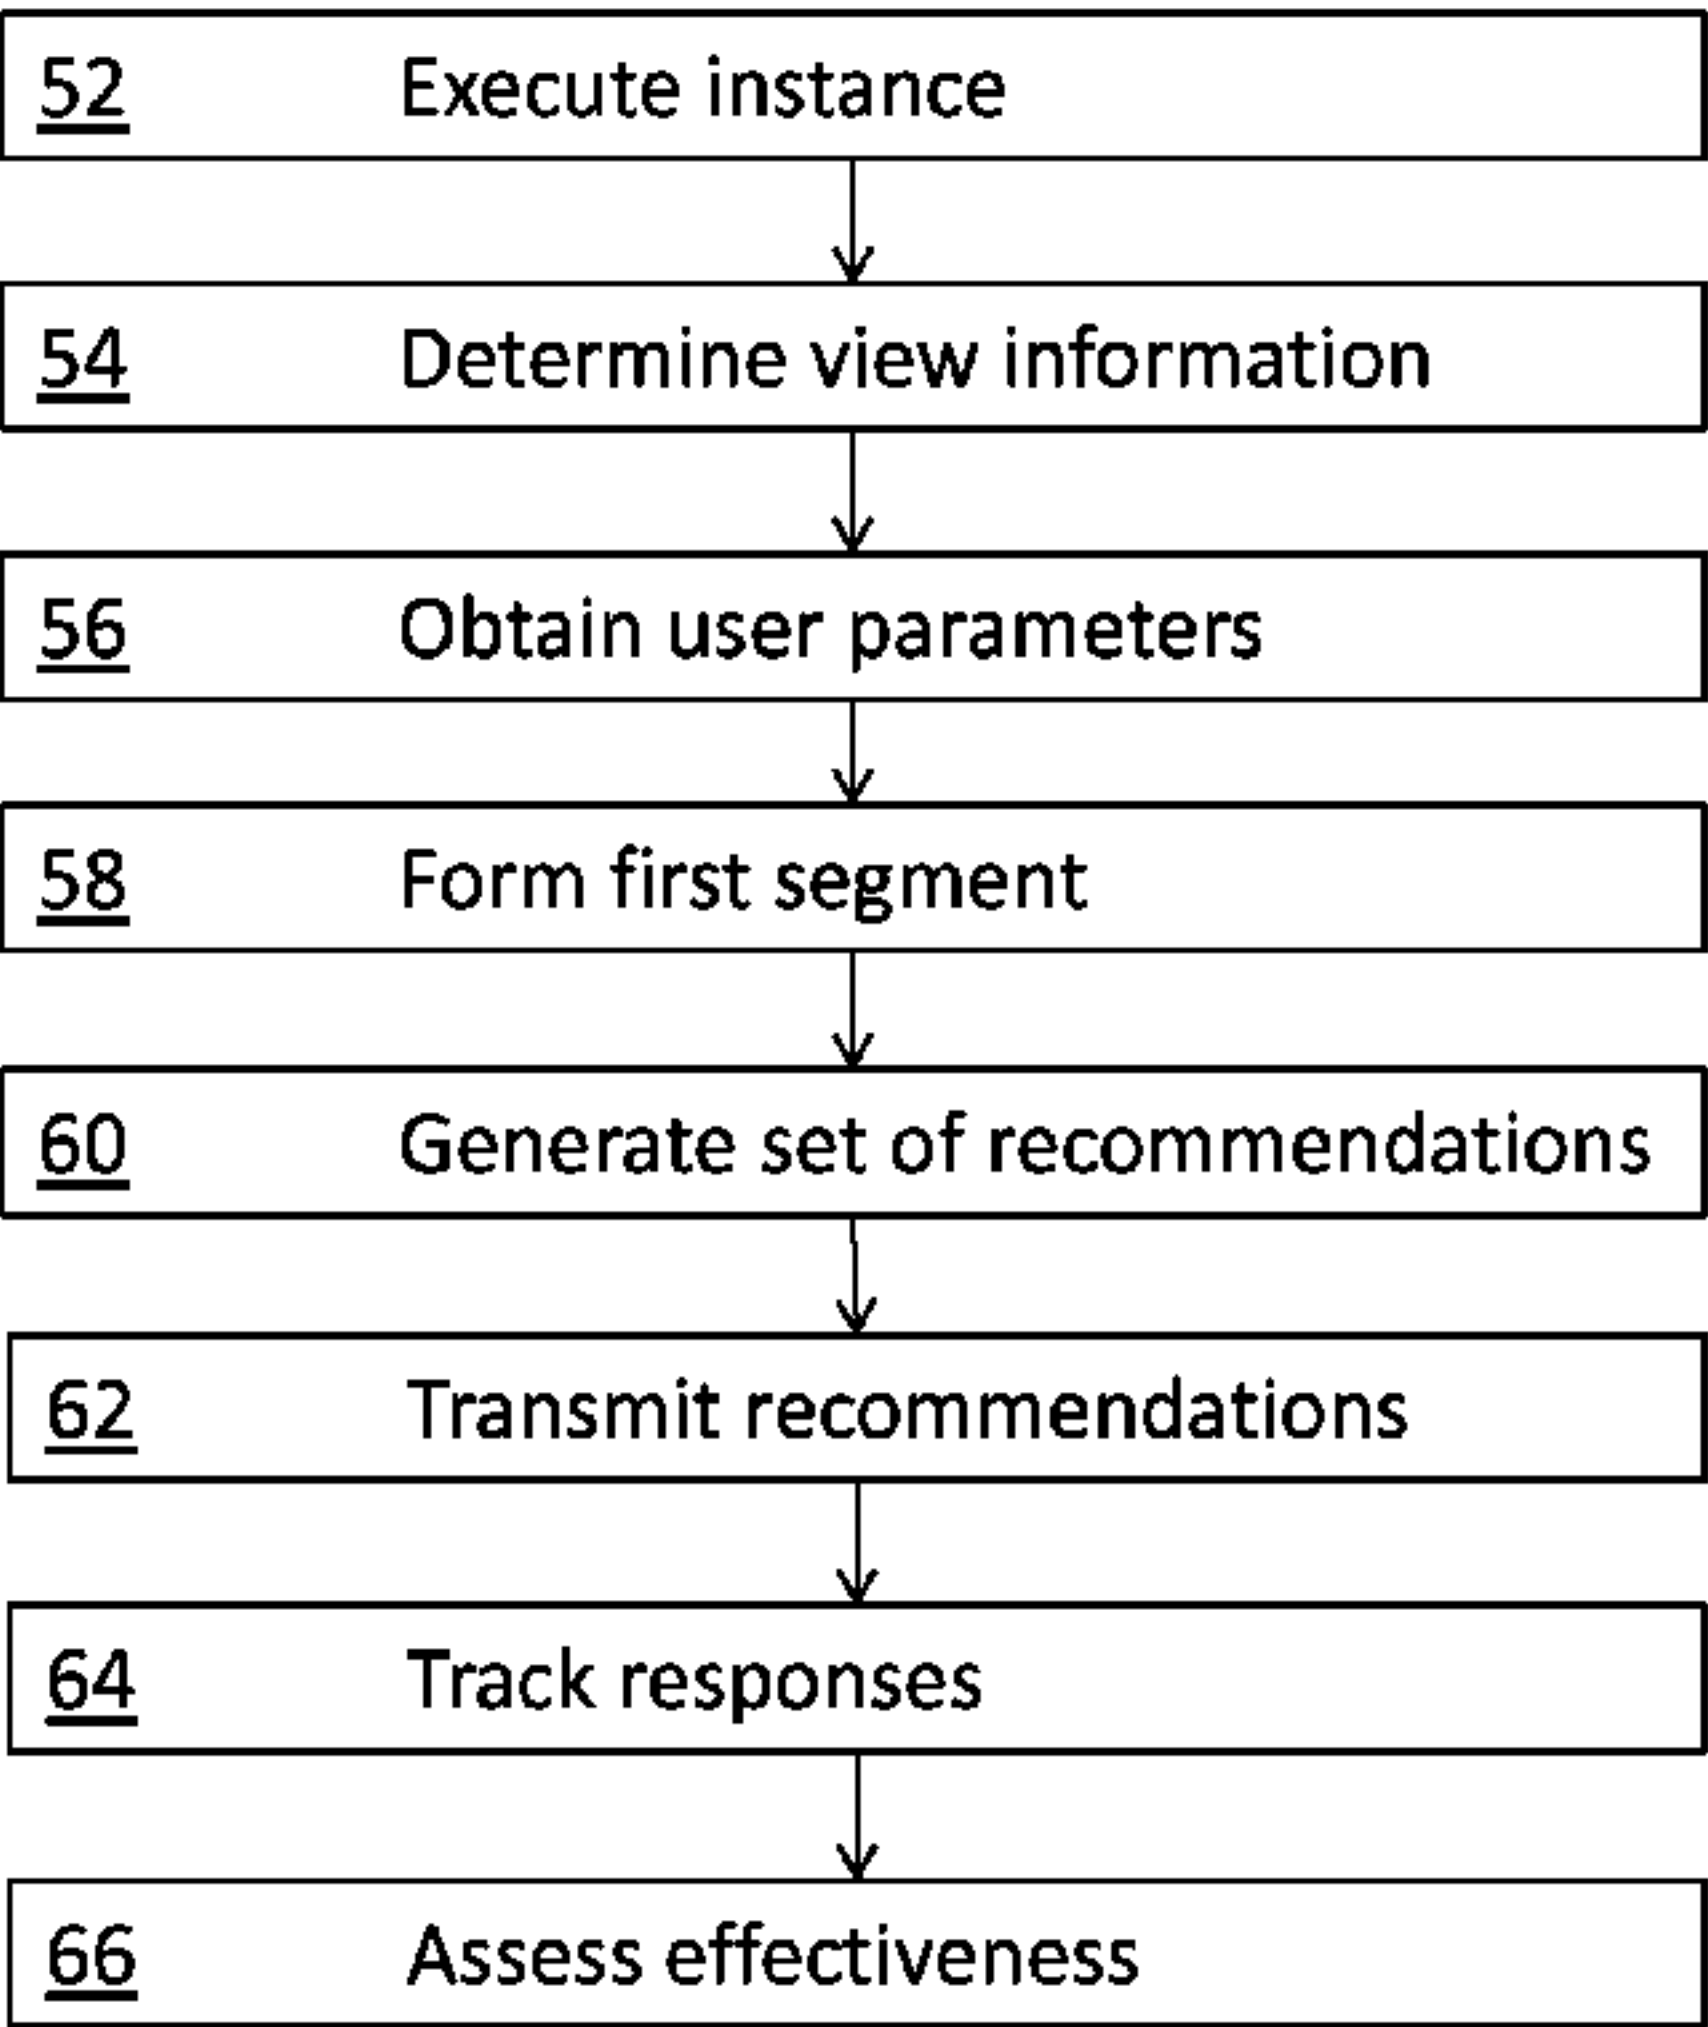 52 Execute instance
54 Determine view information
56 Obtain user parameters
58 Form first segment
60 Generate set of recommendations
62 Transmit recommendations
64 Track responses
66 Assess effectiveness